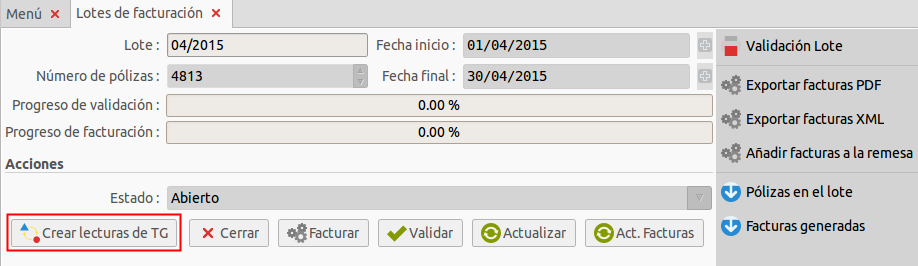 Menú Lotes de facturación
Lote : 04/2015 Fecha inicio : 01/04/2015
Número de pólizas : 4813 Fecha final : 30/04/2015
Progreso de validación : 0.00 %
Progreso de facturación : 0.00 %
Acciones
Estado : Abierto
Crear lecturas de TG Cerrar Facturar Validar Actualizar Act. Facturas
Validación Lote
Exportar facturas PDF
Exportar facturas XML
Añadir facturas a la remesa
Pólizas en el lote
Facturas generadas